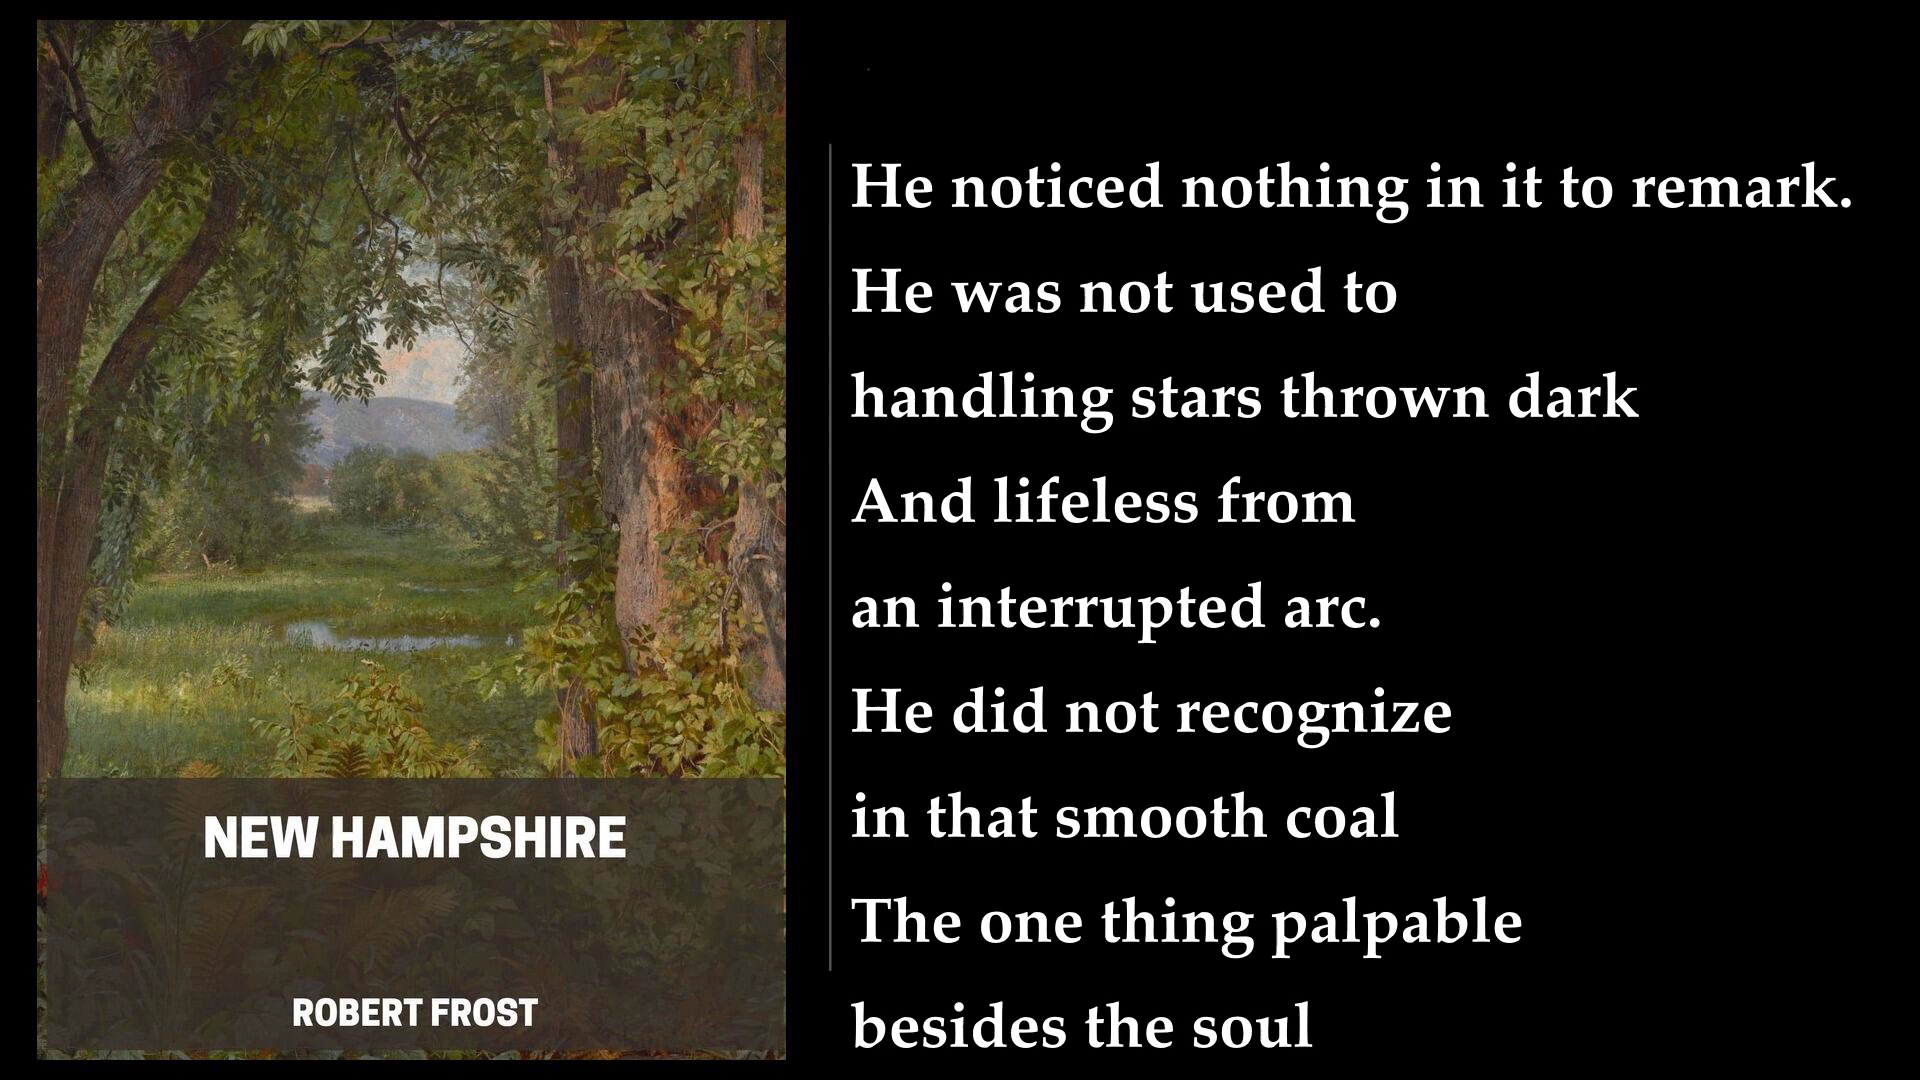 NEW HAMPSHIRE
ROBERT FROST
He noticed nothing in it to remark.
He was not used to
handling stars thrown dark
And lifeless from
an interrupted arc.
He did not recognize
in that smooth coal
The one thing palpable
besides the soul